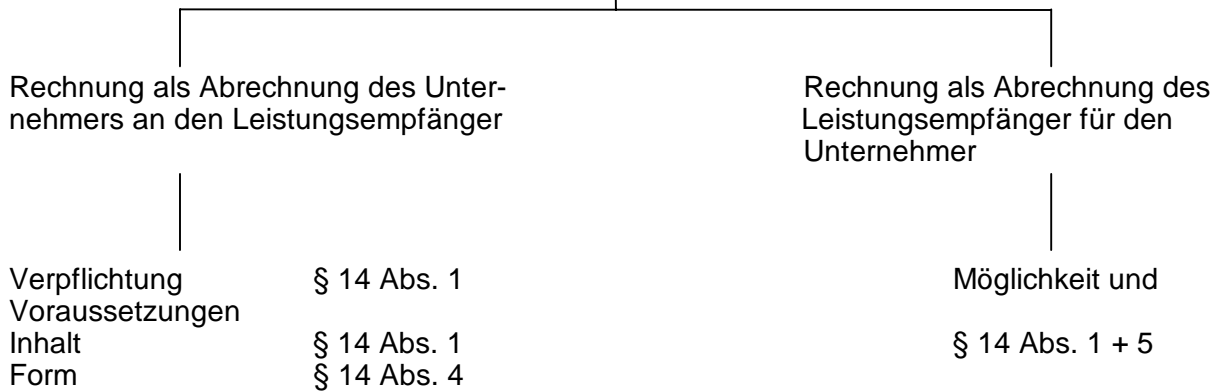 Rechnung als Abrechnung des Unter-
nehmers an den Leistungsempfänger
Rechnung als Abrechnung des
Leistungsempfänger für den
Unternehmer
Verpflichtung § 14 Abs. 1
Voraussetzungen
Inhalt § 14 Abs. 1
Form § 14 Abs. 4
Möglichkeit und
§ 14 Abs. 1 + 5